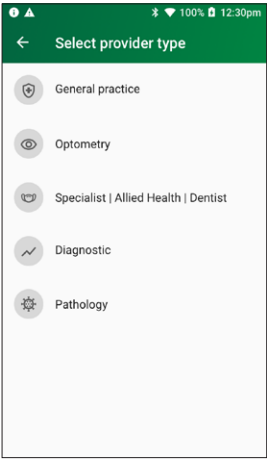 100% 12:30pm
Select provider type
General practice
Optometry
Specialist | Allied Health | Dentist
Diagnostic
Pathology